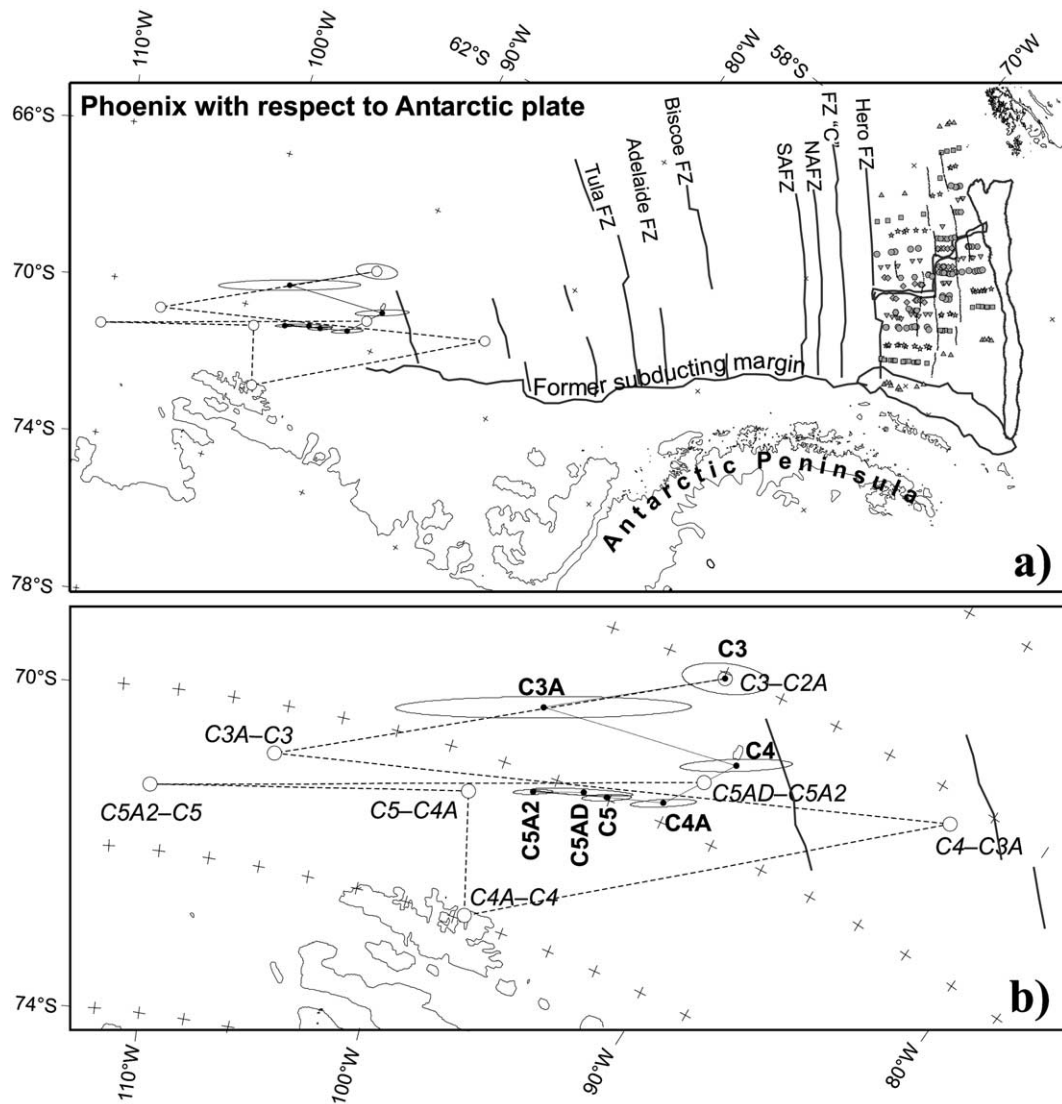 110°W
100°W
62°S
90°W
80°W
58°S
70°W
66°S
Phoenix with respect to Antarctic plate
Tula FZ
Adelaide FZ
Biscoe FZ
SAFZ
NAFZ
FZ "C"
Hero FZ
70°S
Former subducting margin
74°S
Antarctic Peninsula
78°S
a)
70°S
C3
C3–C2A
C3A
C3A–C3
C4
C5A2–C5
C5–C4A
C5AD–C5A2
C5A2
C5AD
C5
C4A
C4–C3A
C4A–C4
74°S
b)
110°W
100°W
90°W
80°W